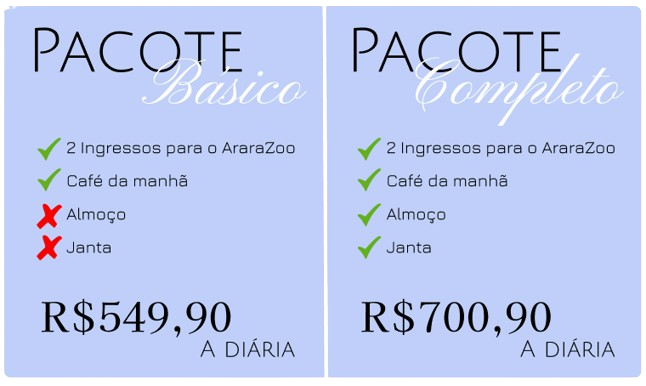 Pacote
Básico
2 Ingressos para o AraraZoo
Café da manhã
Almoço
Janta
R$549,90
A diária
Pacote
Completo
2 Ingressos para o AraraZoo
Café da manhã
Almoço
Janta
R$700,90
A diária